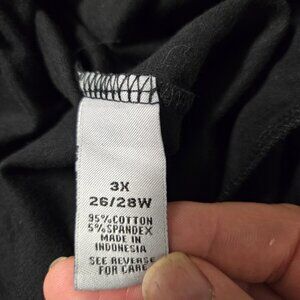 3X
26/28W
95% COTTON
5% SPANDEX
MADE IN
INDONESIA
SEE REVERSE
FOR CARE